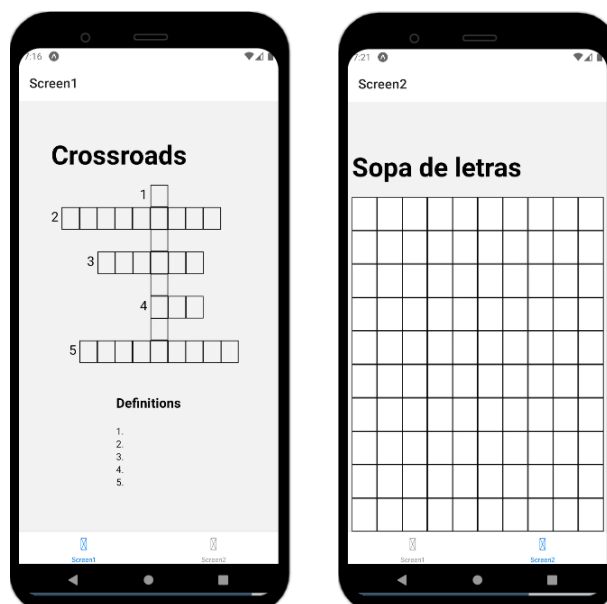 7:16
Screen1
Crossroads
1
2
3
4
5
Definitions
1.
2.
3.
4.
5.
Screen1 Screen2
7:21
Screen2
Sopa de letras
Screen1 Screen2